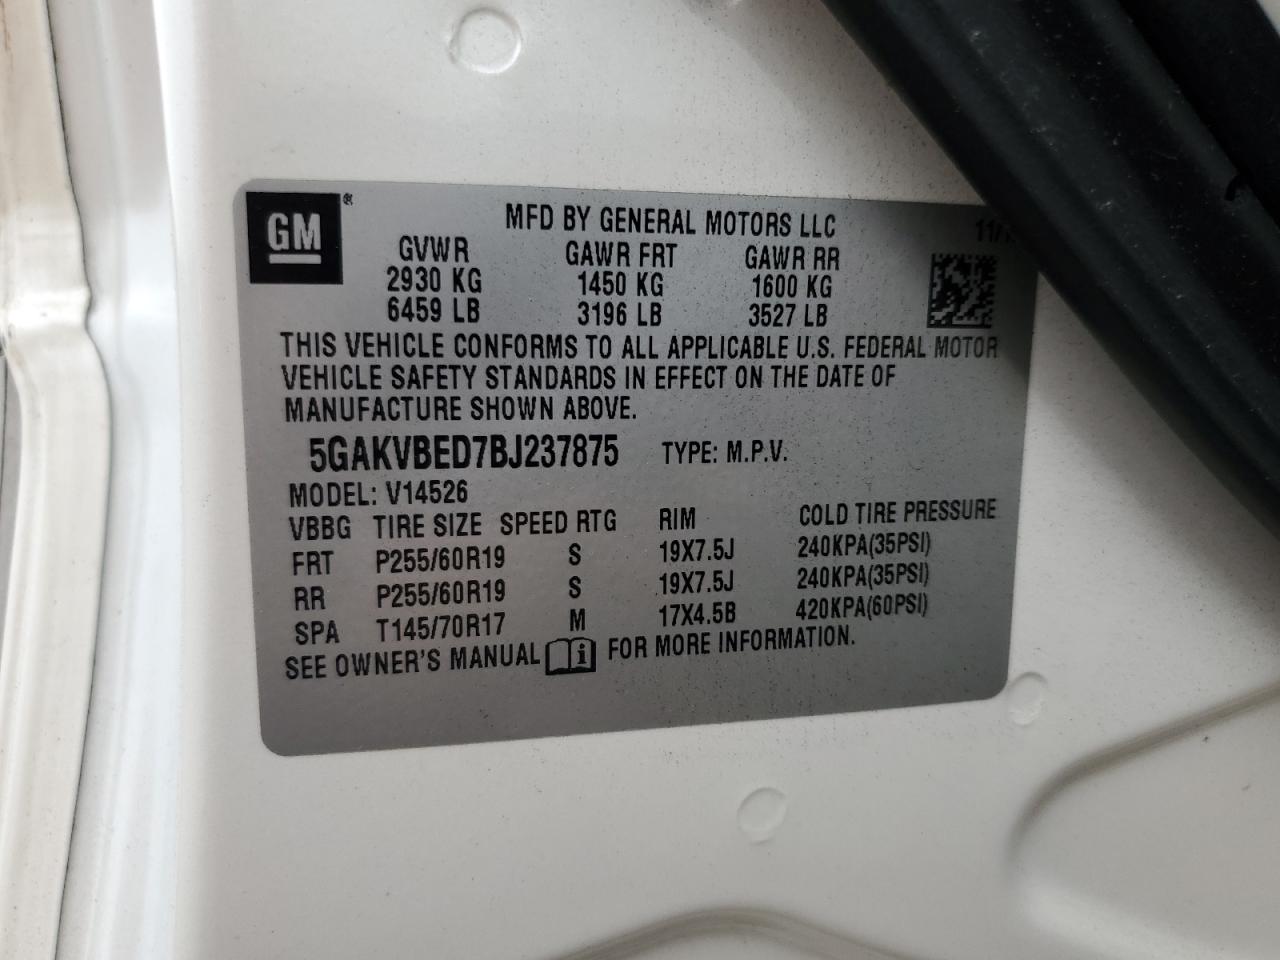 GM®
MFD BY GENERAL MOTORS LLC
GVWR GAWR FRT GAWR RR
2930 KG 1450 KG 1600 KG
6459 LB 3196 LB 3527 LB
THIS VEHICLE CONFORMS TO ALL APPLICABLE U.S. FEDERAL MOTOR
VEHICLE SAFETY STANDARDS IN EFFECT ON THE DATE OF
MANUFACTURE SHOWN ABOVE.
5GAKVBED7BJ237875 TYPE: M.P.V.
MODEL: V14526
VBBG TIRE SIZE SPEED RTG RIM COLD TIRE PRESSURE
FRT P255/60R19 S 19X7.5J 240KPA(35PSI)
RR P255/60R19 S 19X7.5J 240KPA(35PSI)
SPA T145/70R17 M 17X4.5B 420KPA(60PSI)
SEE OWNER'S MANUAL FOR MORE INFORMATION.